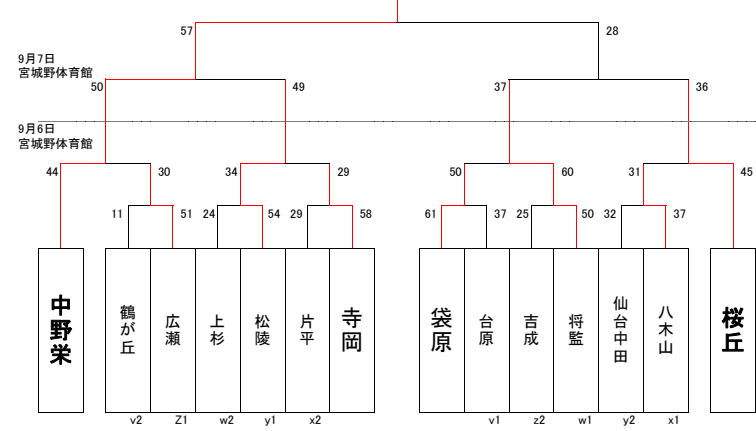 57
28
9月7日
宮城野体育館
50
49
37
36
9月6日
宮城野体育館
44
30
34
29
50
60
31
45
11
51
24
54
29
58
61
37
25
50
32
37
中野栄
鶴が丘
広瀬
上杉
松陵
片平
寺岡
袋原
台原
吉成
将監
仙台中田
八木山
桜丘
v2
Z1
w2
y1
x2
v1
z2
w1
y2
x1